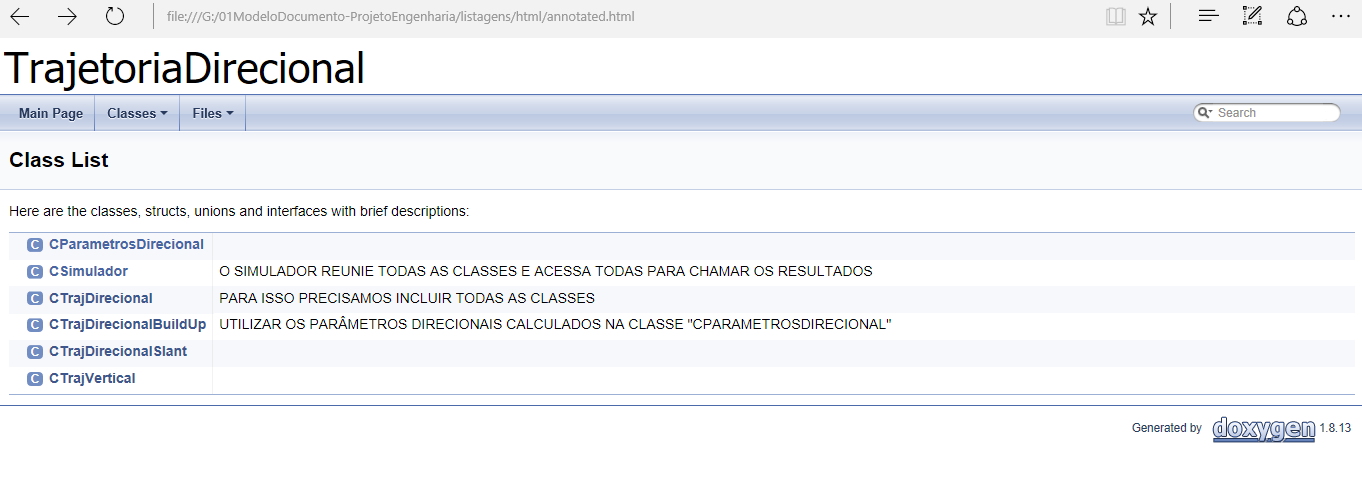 file:///G:/01ModeloDocumento-ProjetoEngenharia/listagens/html/annotated.html
TrajetoriaDirecional
Main Page Classes Files Search
Class List
Here are the classes, structs, unions and interfaces with brief descriptions:
C CParametrosDirecional
C CSimulador O SIMULADOR REUNIE TODAS AS CLASSES E ACESSA TODAS PARA CHAMAR OS RESULTADOS
C CTrajDirecional PARA ISSO PRECISAMOS INCLUIR TODAS AS CLASSES
C CTrajDirecionalBuildUp UTILIZAR OS PARÂMETROS DIRECIONAIS CALCULADOS NA CLASSE "CPARAMETROSDIRECIONAL"
C CTrajDirecionalSlant
C CTrajVertical
Generated by doxygen 1.8.13